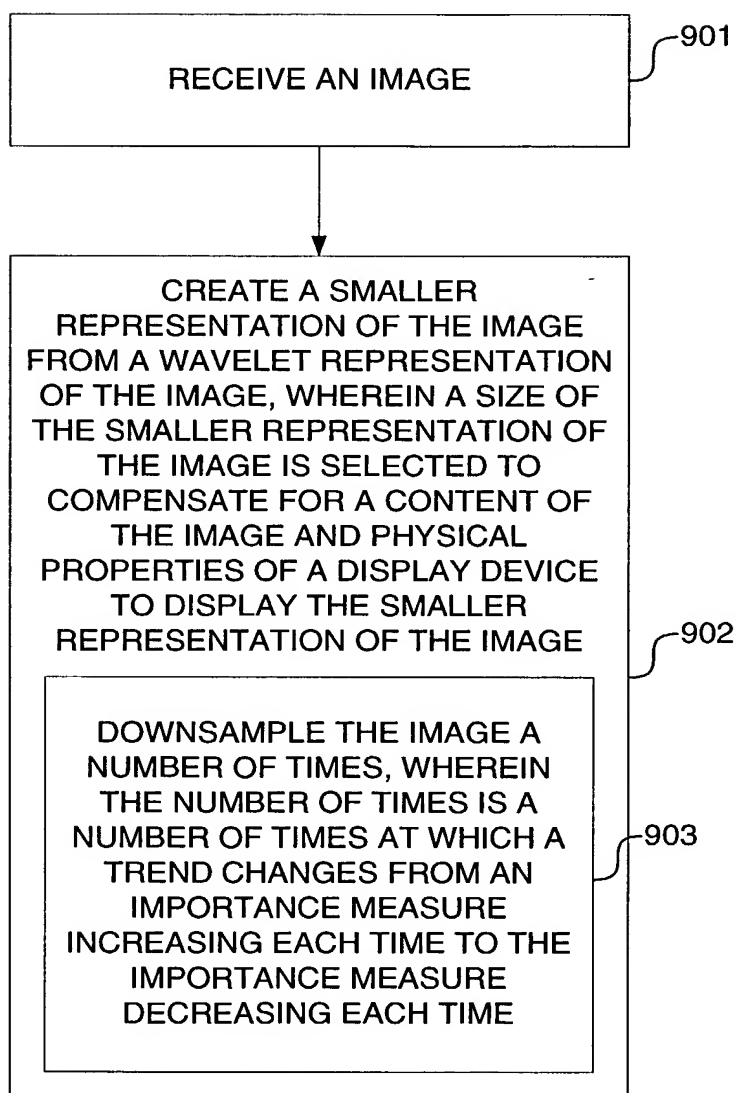 RECEIVE AN IMAGE
901
CREATE A SMALLER
REPRESENTATION OF THE IMAGE
FROM A WAVELET REPRESENTATION
OF THE IMAGE, WHEREIN A SIZE OF
THE SMALLER REPRESENTATION OF
THE IMAGE IS SELECTED TO
COMPENSATE FOR A CONTENT OF
THE IMAGE AND PHYSICAL
PROPERTIES OF A DISPLAY DEVICE
TO DISPLAY THE SMALLER
REPRESENTATION OF THE IMAGE
902
DOWNSAMPLE THE IMAGE A
NUMBER OF TIMES, WHEREIN
THE NUMBER OF TIMES IS A
NUMBER OF TIMES AT WHICH A
TREND CHANGES FROM AN
IMPORTANCE MEASURE
INCREASING EACH TIME TO THE
IMPORTANCE MEASURE
DECREASING EACH TIME
903